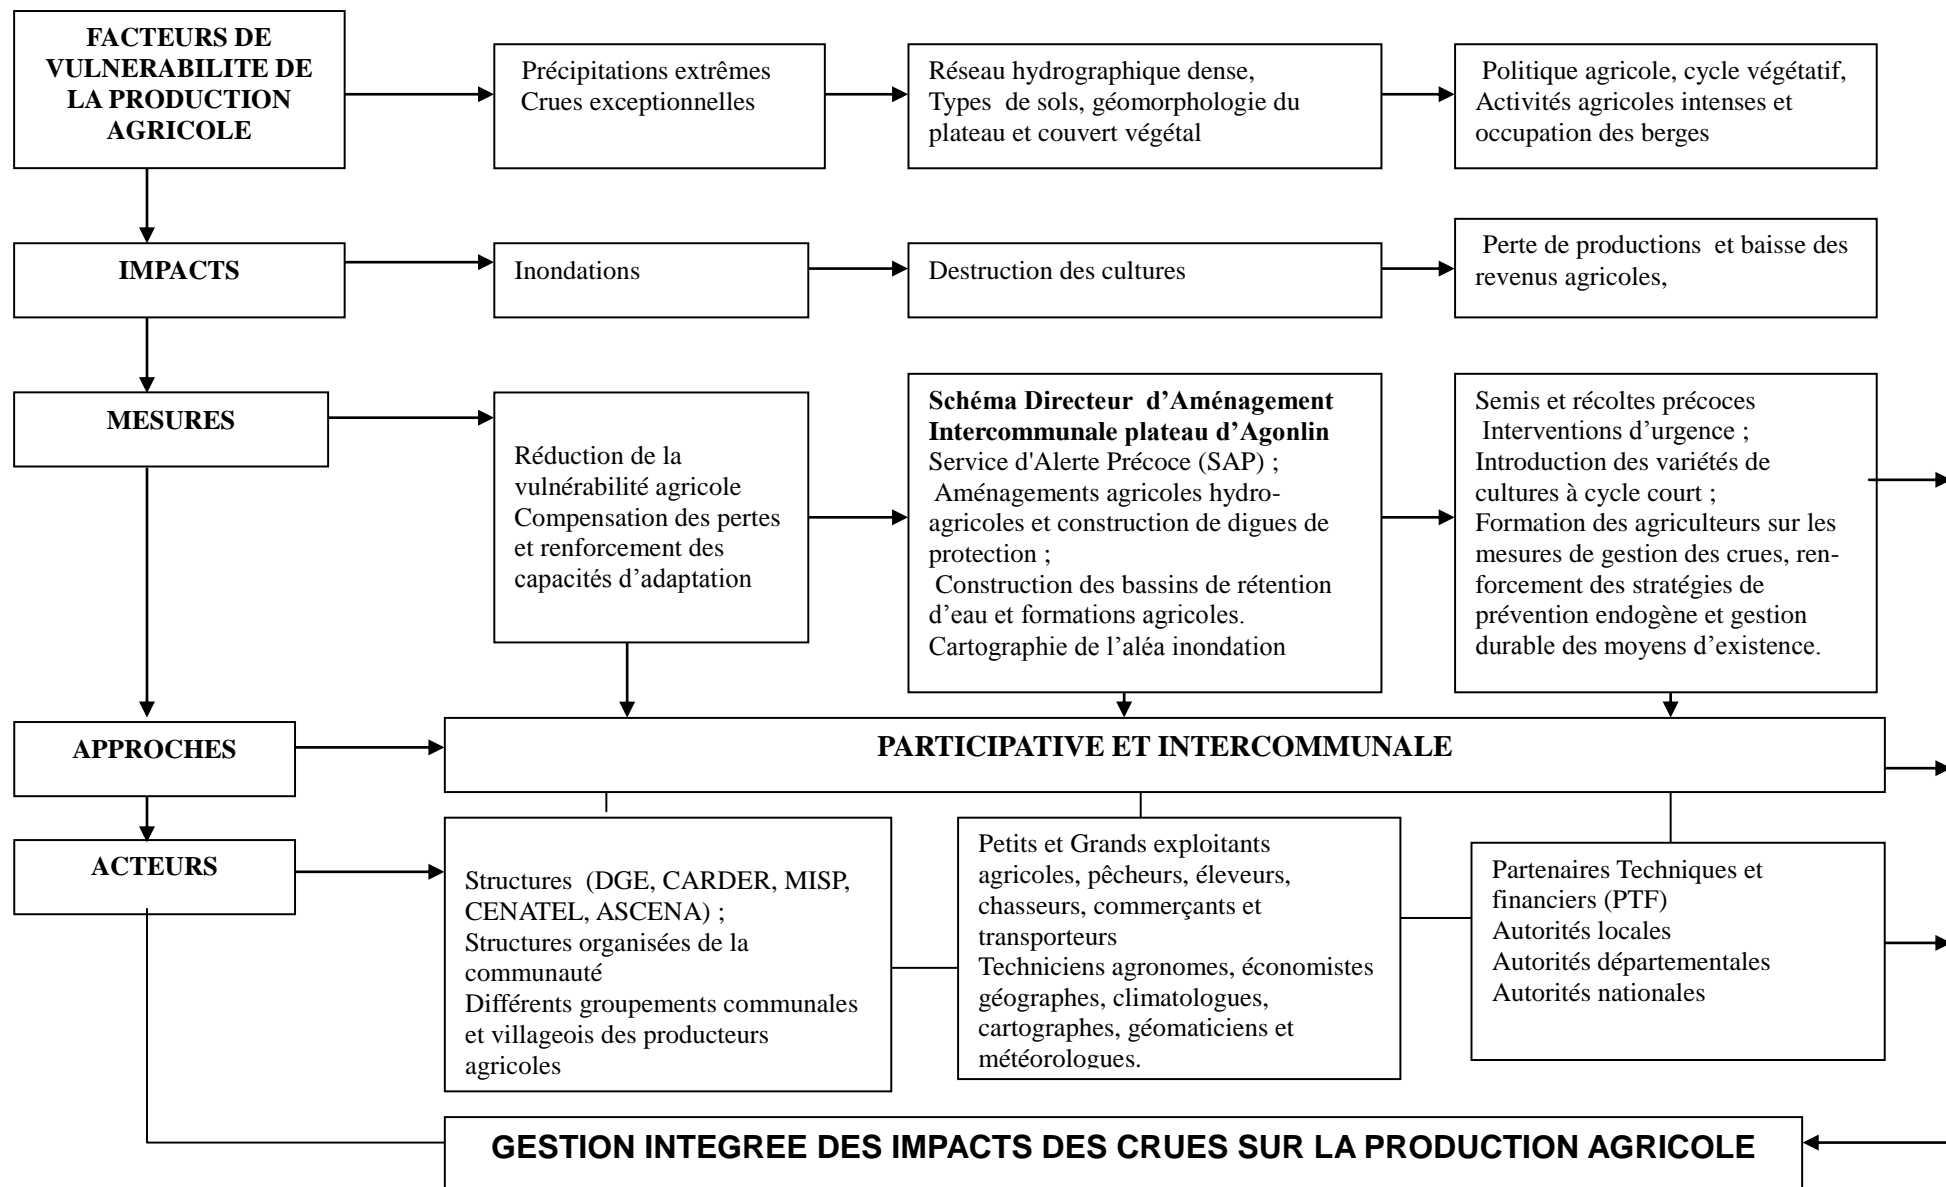 FACTEURS DE
VULNERABILITE DE
LA PRODUCTION
AGRICOLE
Précipitations extrêmes
Crues exceptionnelles
Réseau hydrographique dense,
Types de sols, géomorphologie du
plateau et couvert végétal
Politique agricole, cycle végétatif,
Activités agricoles intenses et
occupation des berges
IMPACTS
Inondations
Destruction des cultures
Perte de productions et baisse des
revenus agricoles,
MESURES
Réduction de la
vulnérabilité agricole
Compensation des pertes
et renforcement des
capacités d’adaptation
Schéma Directeur d’Aménagement
Intercommunale plateau d’Agonlin
Service d'Alerte Précoce (SAP) ;
Aménagements agricoles hydro-
agricoles et construction de digues de
protection ;
Construction des bassins de rétention
d’eau et formations agricoles.
Cartographie de l’aléa inondation
Semis et récoltes précoces
Interventions d’urgence ;
Introduction des variétés de
cultures à cycle court ;
Formation des agriculteurs sur les
mesures de gestion des crues, ren-
forcement des stratégies de
prévention endogène et gestion
durable des moyens d’existence.
APPROCHES
PARTICIPATIVE ET INTERCOMMUNALE
ACTEURS
Structures (DGE, CARDER, MISP,
CENATEL, ASCENA) ;
Structures organisées de la
communauté
Différents groupements communales
et villageois des producteurs
agricoles
Petits et Grands exploitants
agricoles, pêcheurs, éleveurs,
chasseurs, commerçants et
transporteurs
Techniciens agronomes, économistes
géographes, climatologues,
cartographes, géomaticiens et
météorologues.
Partenaires Techniques et
financiers (PTF)
Autorités locales
Autorités départementales
Autorités nationales
GESTION INTEGREE DES IMPACTS DES CRUES SUR LA PRODUCTION AGRICOLE